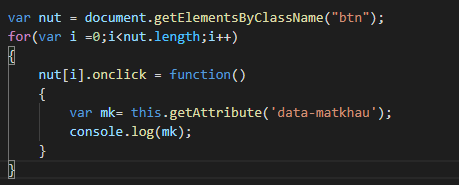 var nut = document.getElementsByClassName("btn");
for(var i =0;i<nut.length;i++)
{
    nut[i].onclick = function()
    {
        var mk= this.getAttribute('data-matkhau');
        console.log(mk);
    }
}